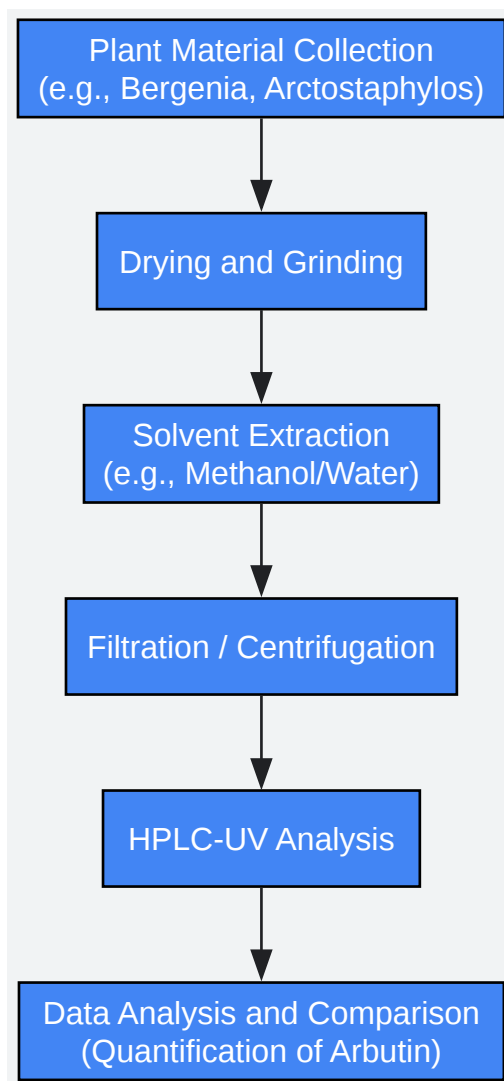 Plant Material Collection
(e.g., Bergenia, Arctostaphylos)
Drying and Grinding
Solvent Extraction
(e.g., Methanol/Water)
Filtration / Centrifugation
HPLC-UV Analysis
Data Analysis and Comparison
(Quantification of Arbutin)